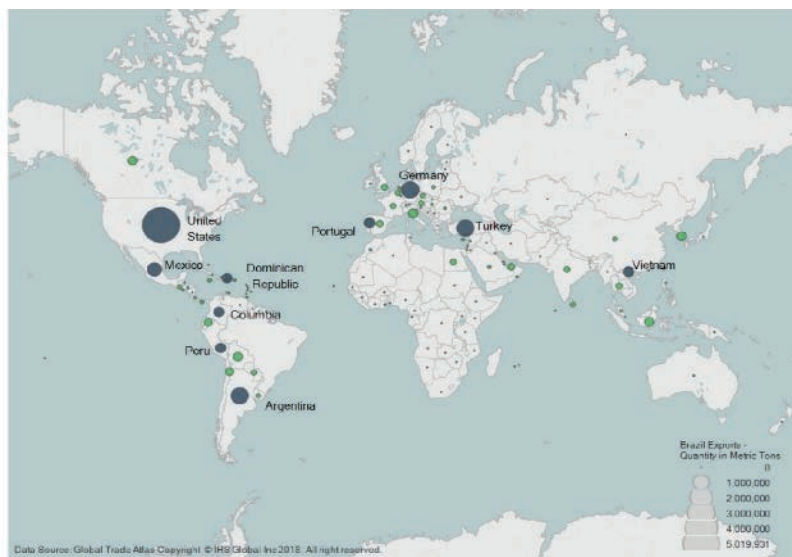 Germany
United
States
Portugal
Turkey
Mexico
Dominican
Republic
Vietnam
Columbia
Peru
Argentina
Brazil Exports -
Quantity in Metric Tons
0
1,000,000
2,000,000
3,000,000
4,000,000
5,019,931
Data Source: Global Trade Atlas Copyright © IHS Global Inc 2018. All right reserved.